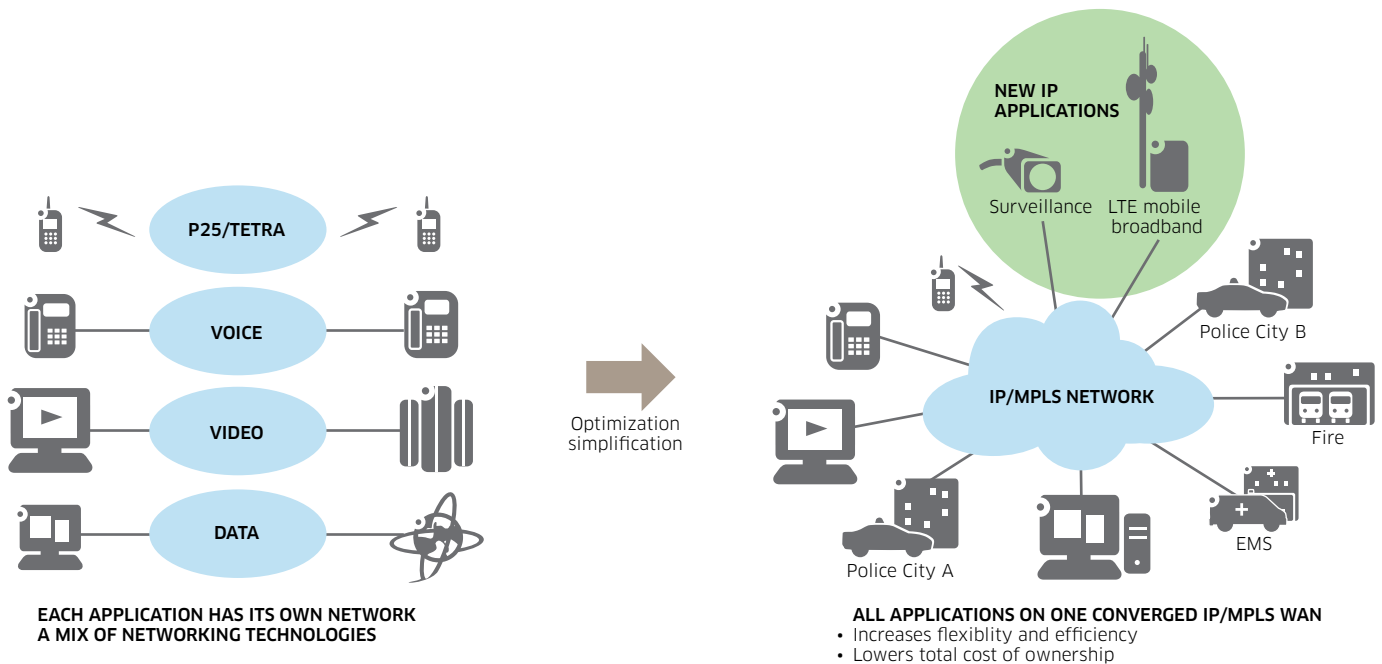 P25/TETRA
VOICE
VIDEO
DATA
EACH APPLICATION HAS ITS OWN NETWORK
A MIX OF NETWORKING TECHNOLOGIES
Optimization
simplification
NEW IP
APPLICATIONS
Surveillance
LTE mobile
broadband
Police City B
IP/MPLS NETWORK
Fire
EMS
Police City A
ALL APPLICATIONS ON ONE CONVERGED IP/MPLS WAN
• Increases flexiblity and efficiency
• Lowers total cost of ownership